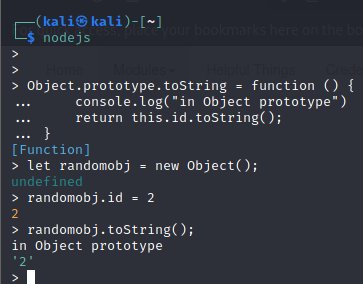 ┌──(kali㉿kali)-[~]
└─$ nodejs
>
>
> Object.prototype.toString = function () {
...     console.log("in Object prototype")
...     return this.id.toString();
... }
[Function]
> let randomobj = new Object();
undefined
> randomobj.id = 2
2
> randomobj.toString();
in Object prototype
'2'
>